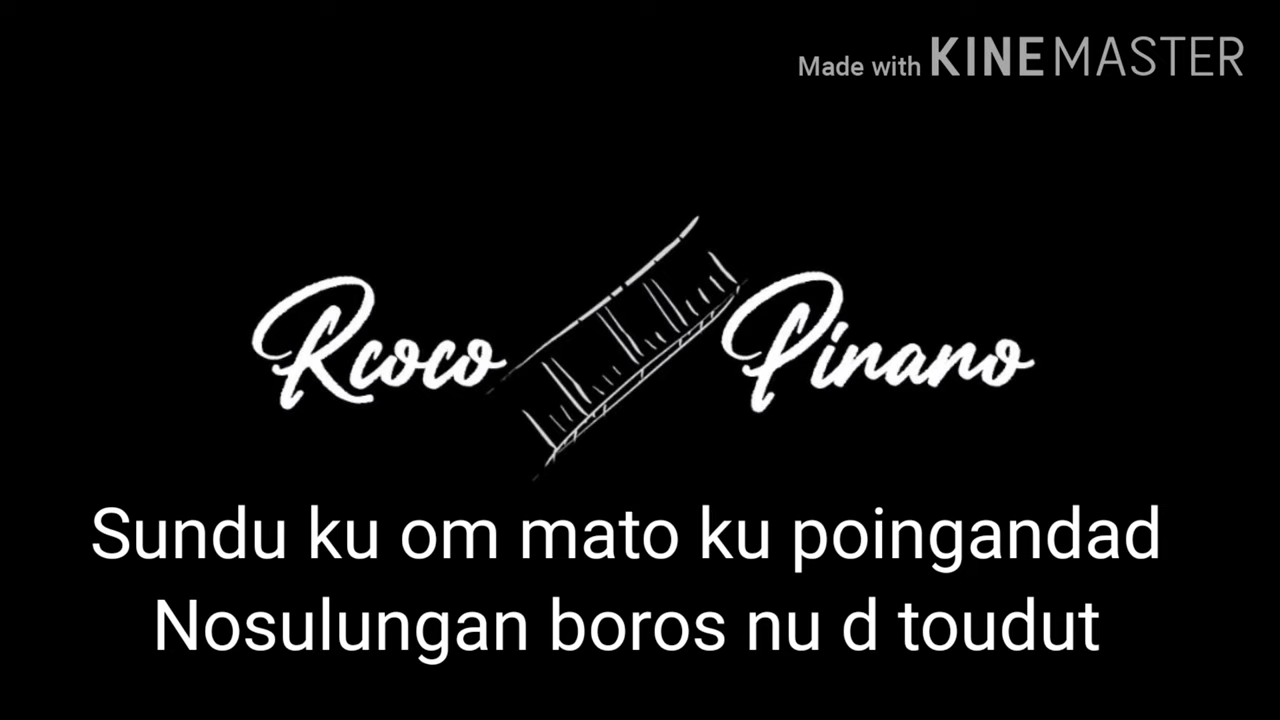 Made with KINEMASTER
Rcoco Pinano
Sundu ku om mato ku poingandad
Nosulungan boros nu d toudut